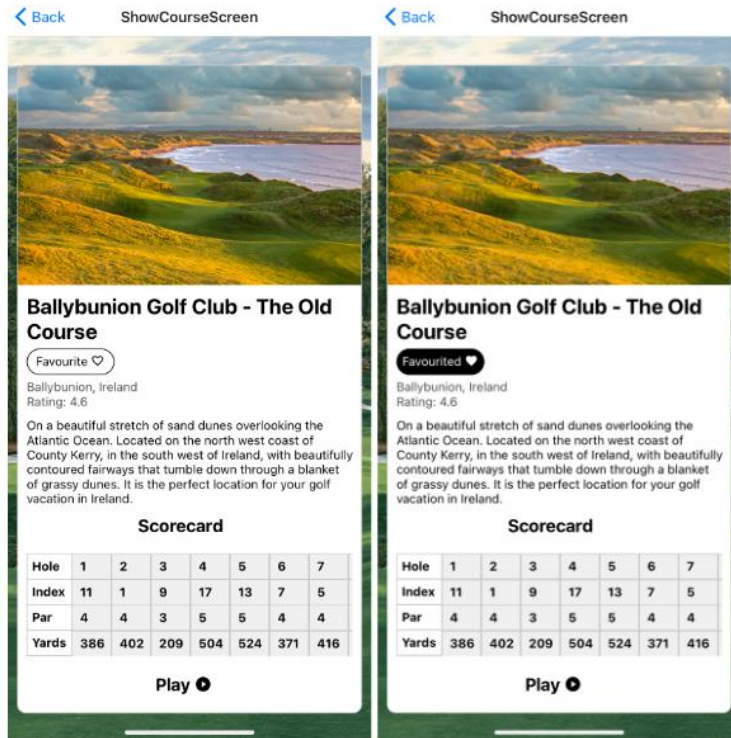 Back ShowCourseScreen
Ballybunion Golf Club - The Old
Course
Favourite
Ballybunion, Ireland
Rating: 4.6
On a beautiful stretch of sand dunes overlooking the
Atlantic Ocean. Located on the north west coast of
County Kerry, in the south west of Ireland, with beautifully
contoured fairways that tumble down through a blanket
of grassy dunes. It is the perfect location for your golf
vacation in Ireland.
Scorecard
Hole 1 2 3 4 5 6 7
Index 11 1 9 17 13 7 5
Par 4 4 3 5 5 4 4
Yards 386 402 209 504 524 371 416
Play
Back ShowCourseScreen
Ballybunion Golf Club - The Old
Course
Favourited
Ballybunion, Ireland
Rating: 4.6
On a beautiful stretch of sand dunes overlooking the
Atlantic Ocean. Located on the north west coast of
County Kerry, in the south west of Ireland, with beautifully
contoured fairways that tumble down through a blanket
of grassy dunes. It is the perfect location for your golf
vacation in Ireland.
Scorecard
Hole 1 2 3 4 5 6 7
Index 11 1 9 17 13 7 5
Par 4 4 3 5 5 4 4
Yards 386 402 209 504 524 371 416
Play